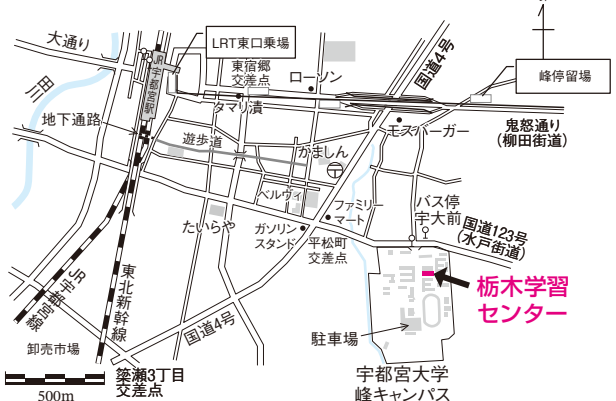 大通り
田川
JR宇都宮駅
LRT東口乗場
東宿郷
交差点
ローソン
国道4号
峰停留場
タマリ漬
地下通路
遊歩道
かましん
モスバーガー
鬼怒通り
(柳田街道)
ベルヴィ
たいらや
ガソリン
スタンド
ファミリー
マート
平松町
交差点
バス停
宇大前
国道123号
(水戸街道)
栃木学習
センター
JR宇都宮線
東北新幹線
国道4号
駐車場
卸売市場
簗瀬3丁目
交差点
500m
宇都宮大学
峰キャンパス